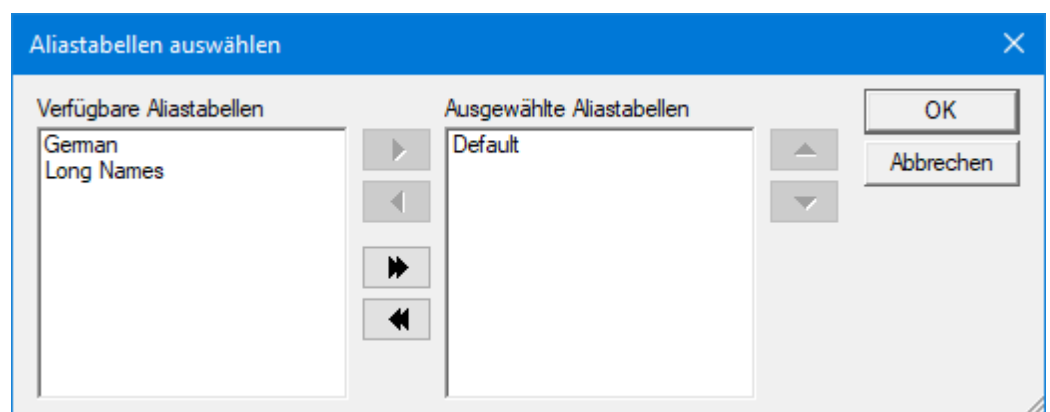 Aliastabellen auswählen
Verfügbare Aliastabellen
German
Long Names
Ausgewählte Aliastabellen
Default
OK
Abbrechen